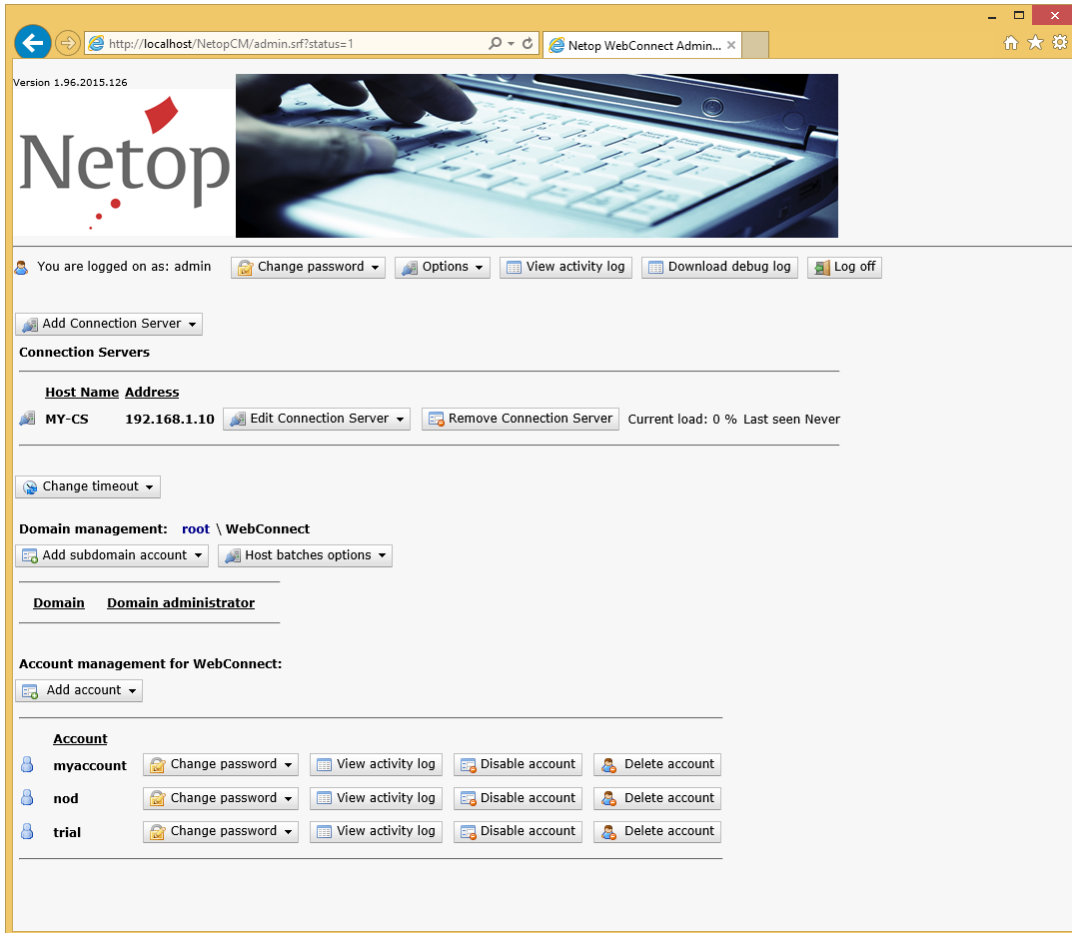 http://localhost/NetopCM/admin.srf?status=1
Netop WebConnect Admin...
Version 1.96.2015.126
Netop
You are logged on as: admin Change password Options View activity log Download debug log Log off
Add Connection Server
Connection Servers
Host Name Address
MY-CS 192.168.1.10 Edit Connection Server Remove Connection Server Current load: 0 % Last seen Never
Change timeout
Domain management: root \ WebConnect
Add subdomain account Host batches options
Domain Domain administrator
Account management for WebConnect:
Add account
Account
myaccount Change password View activity log Disable account Delete account
nod Change password View activity log Disable account Delete account
trial Change password View activity log Disable account Delete account